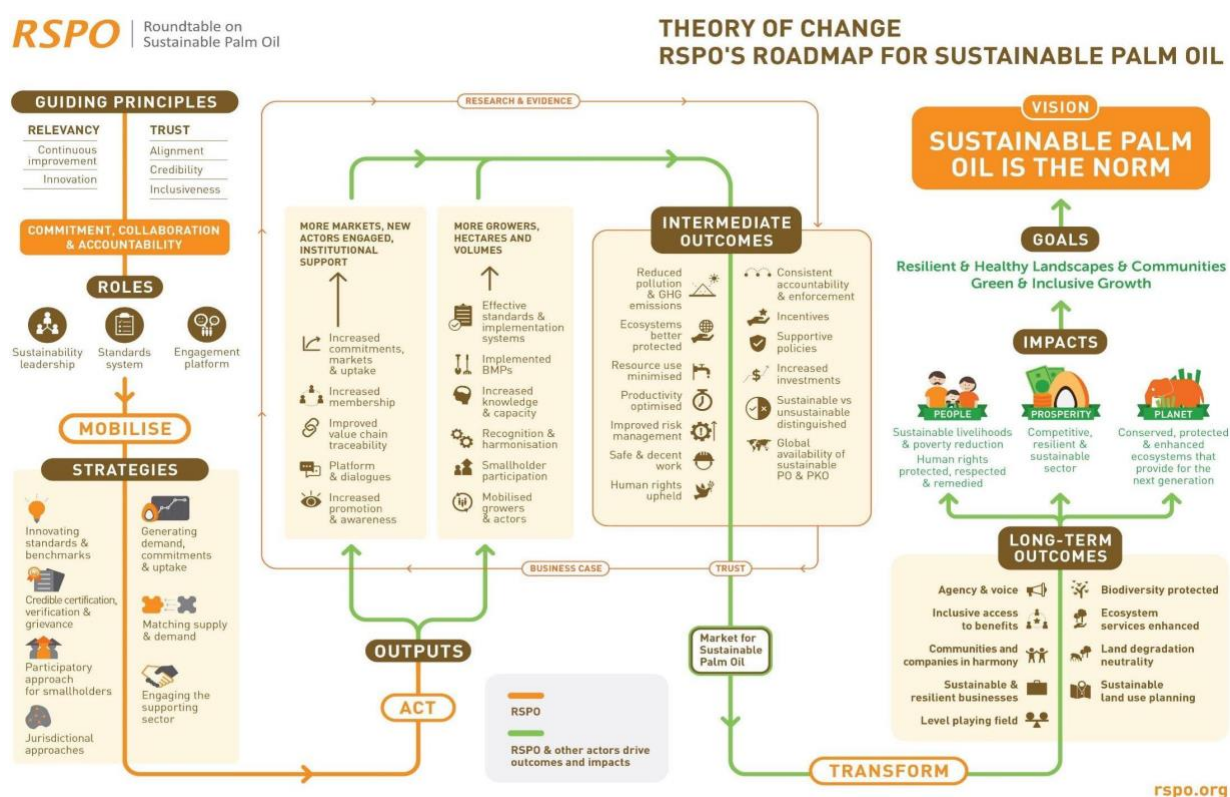 RSPO
Roundtable on
Sustainable Palm Oil
THEORY OF CHANGE
RSPO'S ROADMAP FOR SUSTAINABLE PALM OIL
GUIDING PRINCIPLES
RELEVANCY
Continuous
improvement
Innovation
TRUST
Alignment
Credibility
Inclusiveness
COMMITMENT, COLLABORATION
& ACCOUNTABILITY
ROLES
Sustainability
leadership
Standards
system
Engagement
platform
MOBILISE
STRATEGIES
Innovating
standards &
benchmarks
Credible certification,
verification &
grievance
Participatory
approach
for smallholders
Jurisdictional
approaches
Generating
demand,
commitments
& uptake
Matching supply
& demand
Engaging the
supporting
sector
RESEARCH & EVIDENCE
MORE MARKETS, NEW
ACTORS ENGAGED,
INSTITUTIONAL
SUPPORT
Increased
commitments,
markets
& uptake
Increased
membership
Improved
value chain
traceability
Platform
& dialogues
Increased
promotion
& awareness
MORE GROWERS,
HECTARES AND
VOLUMES
Effective
standards &
implementation
systems
Implemented
BMPs
Increased
knowledge
& capacity
Recognition &
harmonisation
Smallholder
participation
Mobilised
growers
& actors
BUSINESS CASE
TRUST
OUTPUTS
ACT
RSPO
RSPO & other actors drive
outcomes and impacts
INTERMEDIATE
OUTCOMES
Reduced
pollution
& GHG
emissions
Ecosystems
better
protected
Resource use
minimised
Productivity
optimised
Improved risk
management
Safe & decent
work
Human rights
upheld
Consistent
accountability
& enforcement
Incentives
Supportive
policies
Increased
investments
Sustainable vs
unsustainable
distinguished
Global
availability of
sustainable
PO & PKO
Market for
Sustainable
Palm Oil
TRANSFORM
VISION
SUSTAINABLE PALM
OIL IS THE NORM
GOALS
Resilient & Healthy Landscapes & Communities
Green & Inclusive Growth
IMPACTS
PEOPLE
Sustainable livelihoods
& poverty reduction
Human rights
protected, respected
& remedied
PROSPERITY
Competitive,
resilient &
sustainable
sector
PLANET
Conserved, protected
& enhanced
ecosystems that
provide for the
next generation
LONG-TERM
OUTCOMES
Agency & voice
Inclusive access
to benefits
Communities and
companies in harmony
Sustainable &
resilient businesses
Level playing field
Biodiversity protected
Ecosystem
services enhanced
Land degradation
neutrality
Sustainable
land use planning
rspo.org